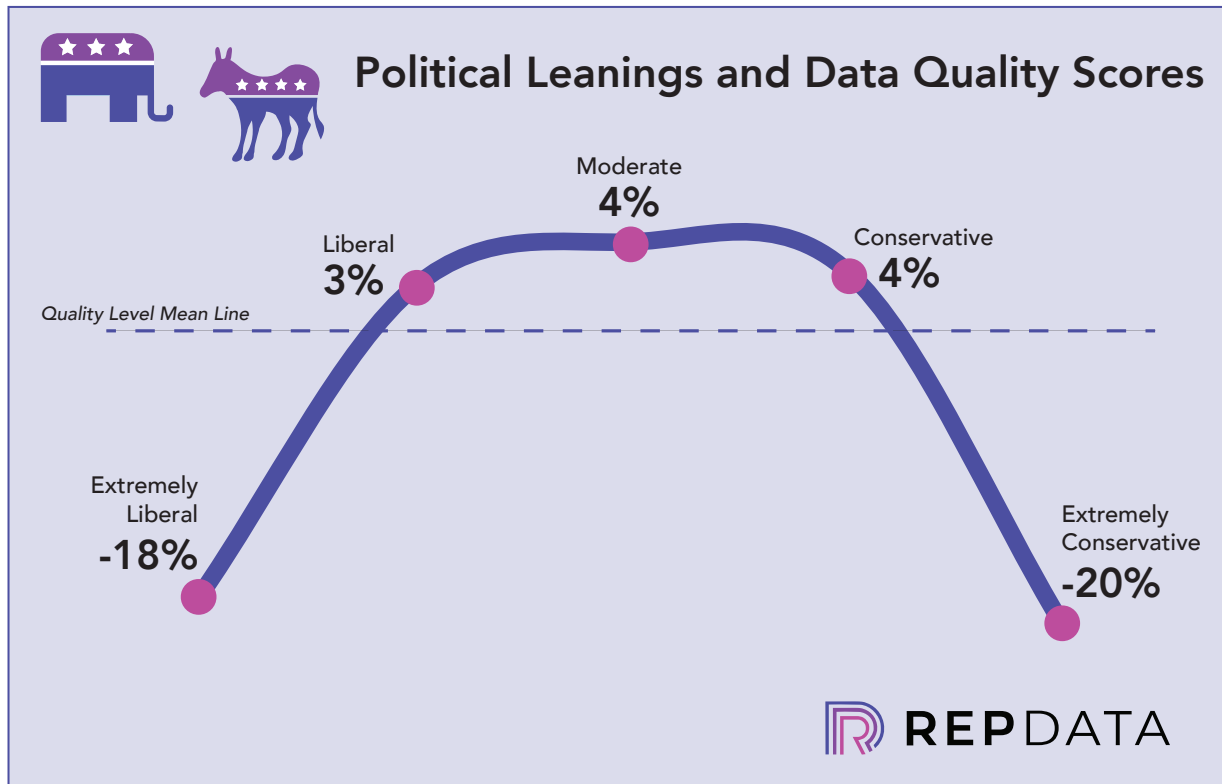 Political Leanings and Data Quality Scores
Moderate
4%
Liberal
3%
Conservative
4%
Quality Level Mean Line
Extremely
Liberal
-18%
Extremely
Conservative
-20%
REPDATA